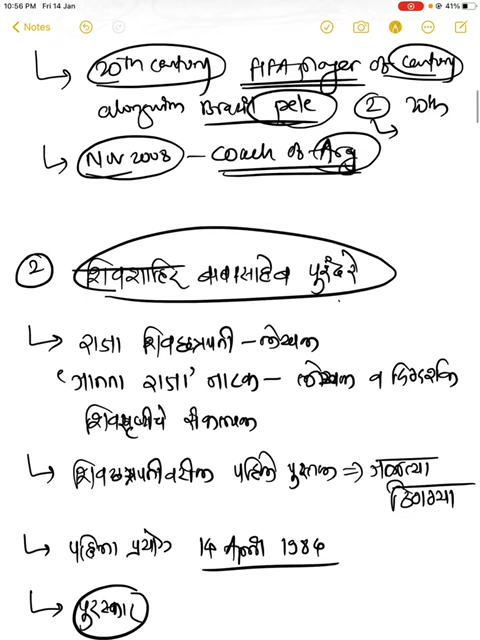 10:56 PM Fri 14 Jan
41%
Notes
20th century FIFA player of century
alongwith Brazil pele 2 20th
Nov 2008 – coach of Arg
2 शिवशाहिर बाबासाहेब पुरंदरे
राजा शिवछत्रपती – लेखक
'जाणता राजा' नाटक – लेखक व दिग्दर्शक
शिवसृष्टीचे संकल्पक
शिवछत्रपतींवरील पहिले पुस्तक ⇒ जळत्या
ठिणग्या
पहिला प्रयोग 14 April 1984
पुरस्कार